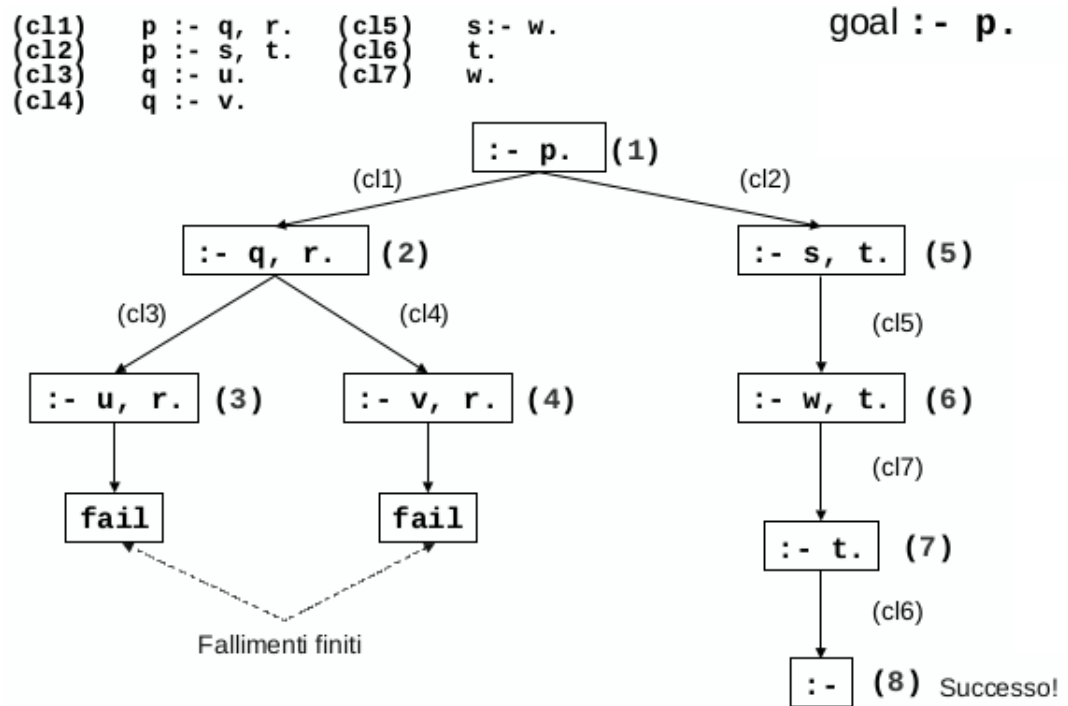 (cl1) p :- q, r. (cl5) s:- w.
(cl2) p :- s, t. (cl6) t.
(cl3) q :- u. (cl7) w.
(cl4) q :- v.
goal :- p.
:- p. (1)
(cl1) (cl2)
:- q, r. (2) :- s, t. (5)
(cl3) (cl4) (cl5)
:- u, r. (3) :- v, r. (4) :- w, t. (6)
(cl7)
fail fail
:- t. (7)
(cl6)
Fallimenti finiti
:- (8) Successo!